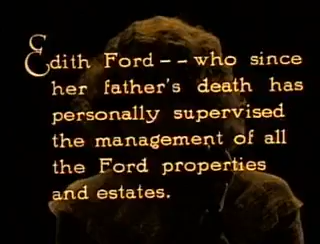 Edith Ford -- who since
her father's death has
personally supervised
the management of all
the Ford properties
and estates.